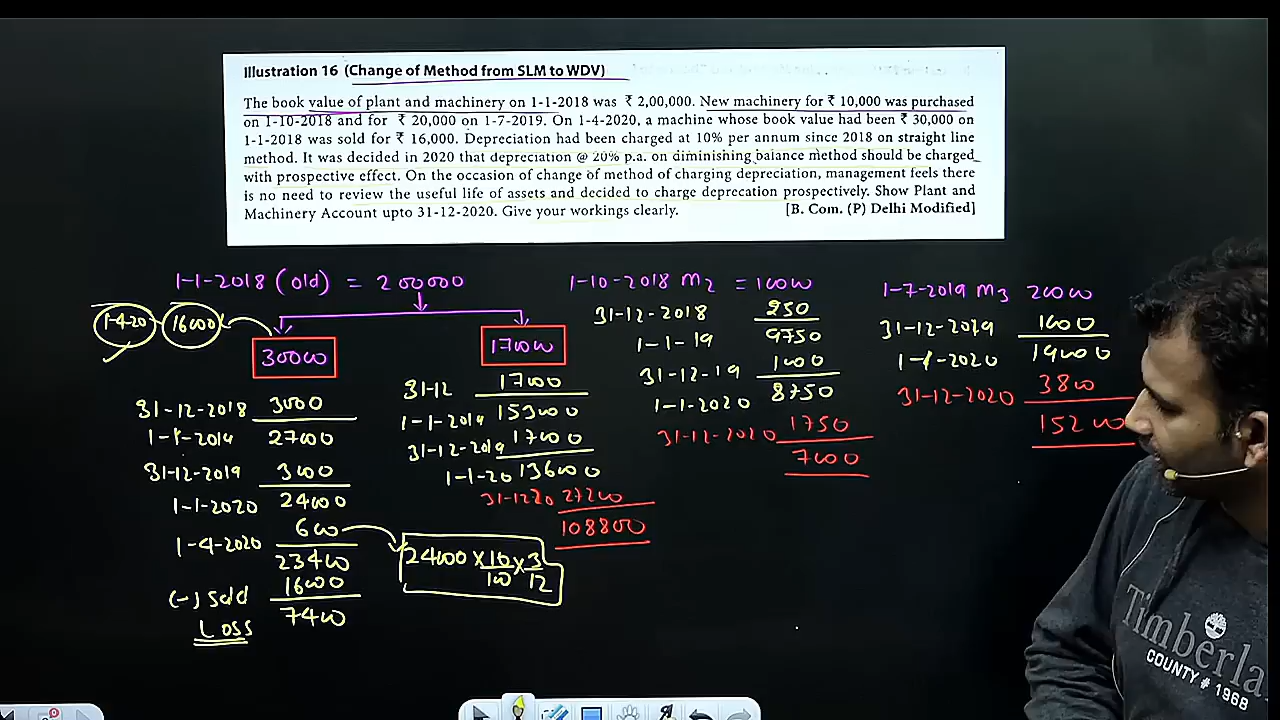 Illustration 16 (Change of Method from SLM to WDV)
The book value of plant and machinery on 1-1-2018 was ₹ 2,00,000. New machinery for ₹ 10,000 was purchased
on 1-10-2018 and for ₹ 20,000 on 1-7-2019. On 1-4-2020, a machine whose book value had been ₹ 30,000 on
1-1-2018 was sold for ₹ 16,000. Depreciation had been charged at 10% per annum since 2018 on straight line
method. It was decided in 2020 that depreciation @ 20% p.a. on diminishing balance method should be charged
with prospective effect. On the occasion of change of method of charging depreciation, management feels there
is no need to review the useful life of assets and decided to charge deprecation prospectively. Show Plant and
Machinery Account upto 31-12-2020. Give your workings clearly. [B. Com. (P) Delhi Modified]
1-1-2018 (old) = 200000
1-4-20 16000
30000
170000
31-12-2018 3000
1-1-2019 27000
31-12-2019 3000
1-1-2020 24000
1-4-2020 600
23400
(-) Sold 16000
Loss 7400
24000 × 10/100 × 3/12
31-12 17000
1-1-2019 153000
31-12-2019 17000
1-1-20 136000
31-12 20 27200
108800
1-10-2018 M2 = 10000
31-12-2018 250
1-1-19 9750
31-12-19 1000
1-1-2020 8750
31-12-2020 1750
7000
1-7-2019 M3 20000
31-12-2019 1000
1-1-2020 19000
31-12-2020 3800
15200
Timberla
COUNTY # 1968